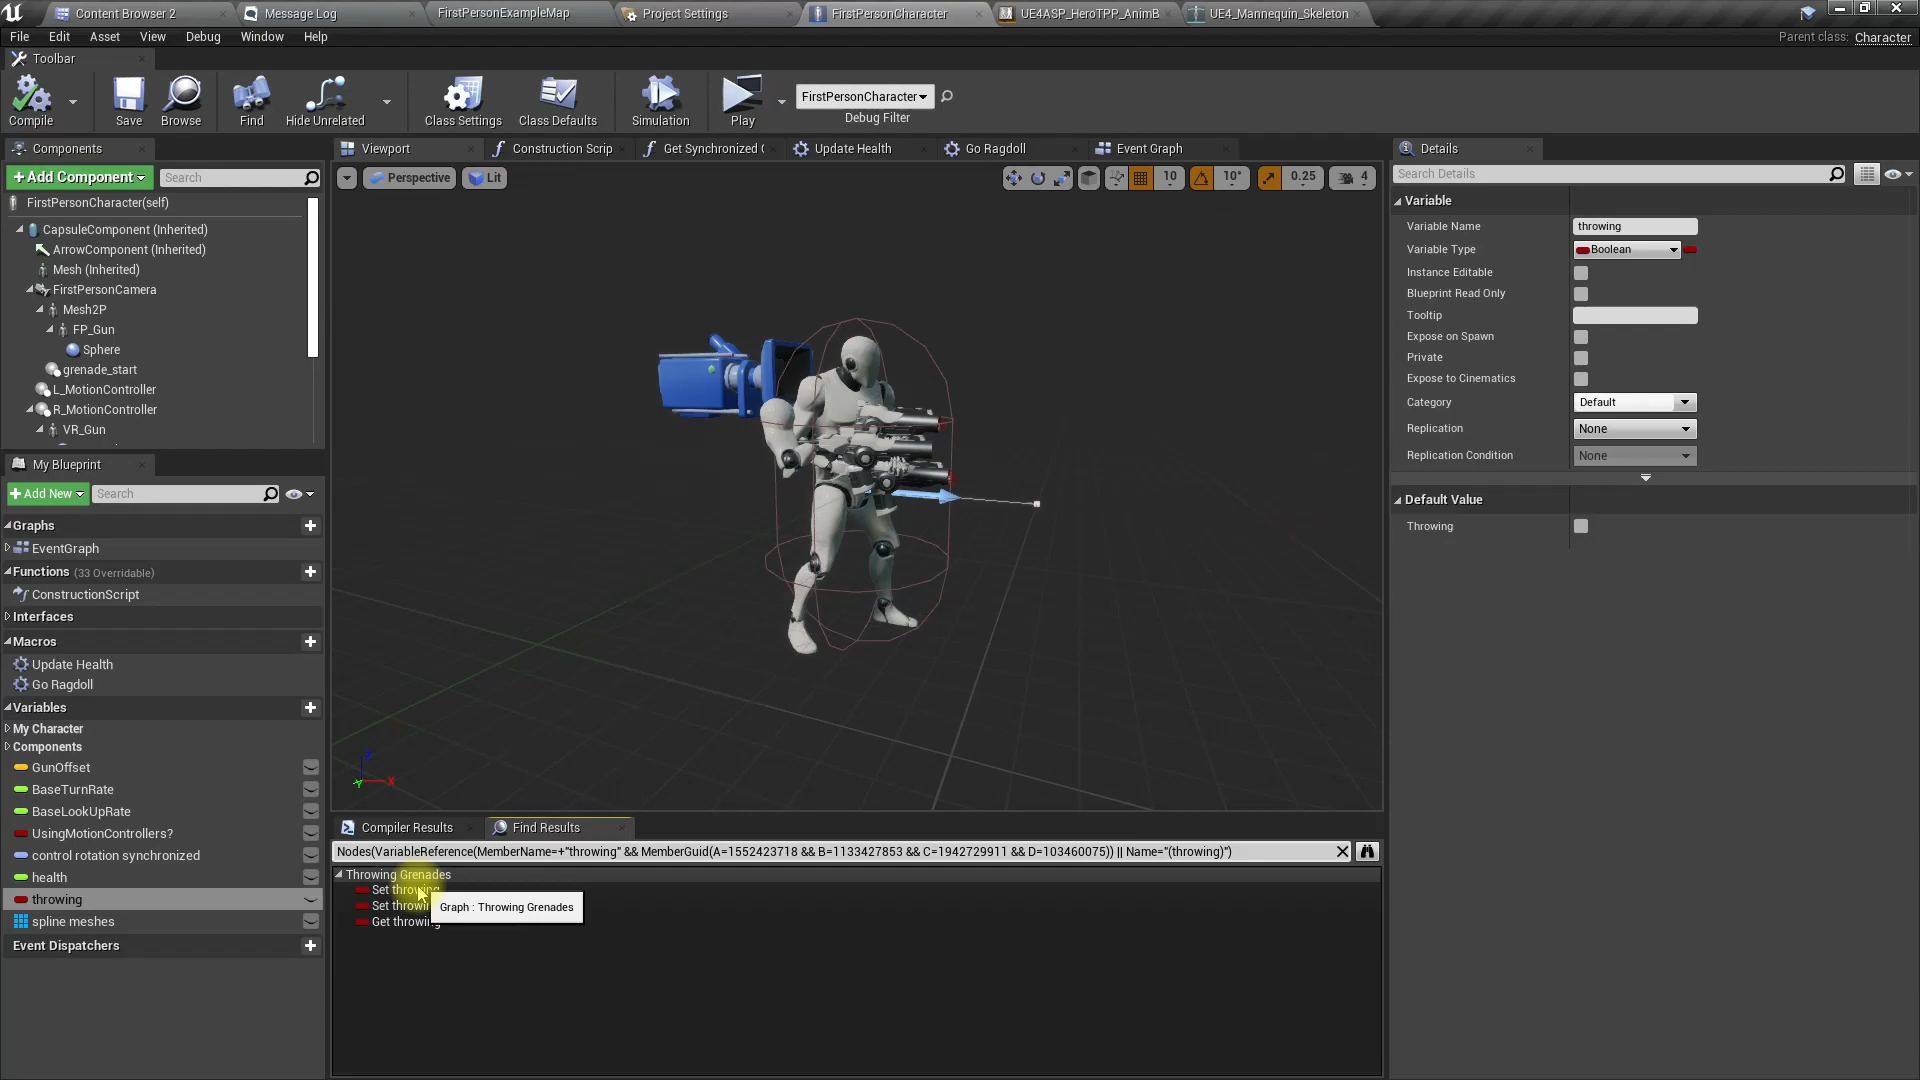 Content Browser 2
Message Log
FirstPersonExampleMap
Project Settings
FirstPersonCharacter
UE4ASP_HeroTPP_AnimB
UE4_Mannequin_Skeleton
File Edit Asset View Debug Window Help
Parent class: Character
Toolbar
Compile
Save
Browse
Find
Hide Unrelated
Class Settings
Class Defaults
Simulation
Play
FirstPersonCharacter
Debug Filter
Components
Viewport
Construction Scrip
Get Synchronized (
Update Health
Go Ragdoll
Event Graph
Details
+Add Component
Search
Perspective
Lit
10
10°
0.25
4
Search Details
FirstPersonCharacter(self)
CapsuleComponent (Inherited)
ArrowComponent (Inherited)
Mesh (Inherited)
FirstPersonCamera
Mesh2P
FP_Gun
Sphere
grenade_start
L_MotionController
R_MotionController
VR_Gun
Variable
Variable Name throwing
Variable Type Boolean
Instance Editable
Blueprint Read Only
Tooltip
Expose on Spawn
Private
Expose to Cinematics
Category Default
Replication None
Replication Condition None
Default Value
Throwing
My Blueprint
+Add New
Search
Graphs
EventGraph
Functions (33 Overridable)
ConstructionScript
Interfaces
Macros
Update Health
Go Ragdoll
Variables
My Character
Components
GunOffset
BaseTurnRate
BaseLookUpRate
UsingMotionControllers?
control rotation synchronized
health
throwing
spline meshes
Event Dispatchers
Z
X
Y
Compiler Results
Find Results
Nodes(VariableReference(MemberName=+"throwing" && MemberGuid(A=1552423718 && B=1133427853 && C=1942729911 && D=103460075)) || Name="(throwing)")
Throwing Grenades
Set throwing
Set throwin
Get throwing
Graph : Throwing Grenades